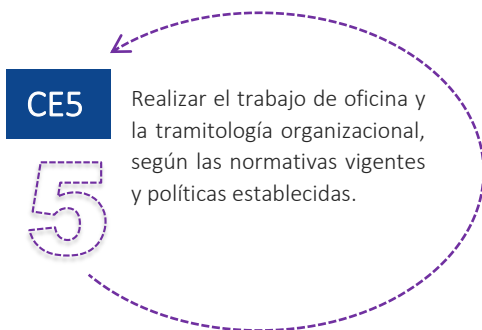 CE5
5
Realizar el trabajo de oficina y
la tramitología organizacional,
según las normativas vigentes
y políticas establecidas.